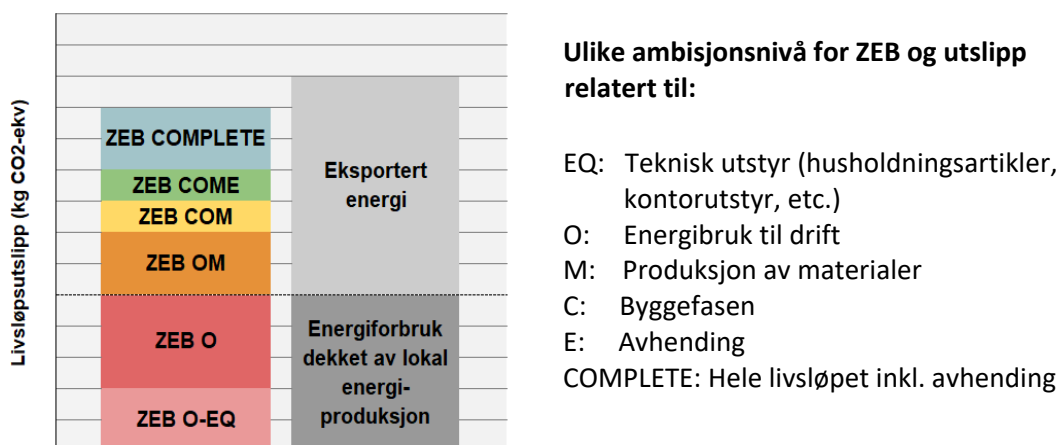 Livsløpsutslipp (kg CO2-ekv)
ZEB COMPLETE
ZEB COME
ZEB COM
ZEB OM
ZEB O
ZEB O-EQ
Eksportert
energi
Energiforbruk
dekket av lokal
energi-
produksjon
Ulike ambisjonsnivå for ZEB og utslipp
relatert til:
EQ: Teknisk utstyr (husholdningsartikler,
kontorutstyr, etc.)
O: Energibruk til drift
M: Produksjon av materialer
C: Byggefasen
E: Avhending
COMPLETE: Hele livsløpet inkl. avhending